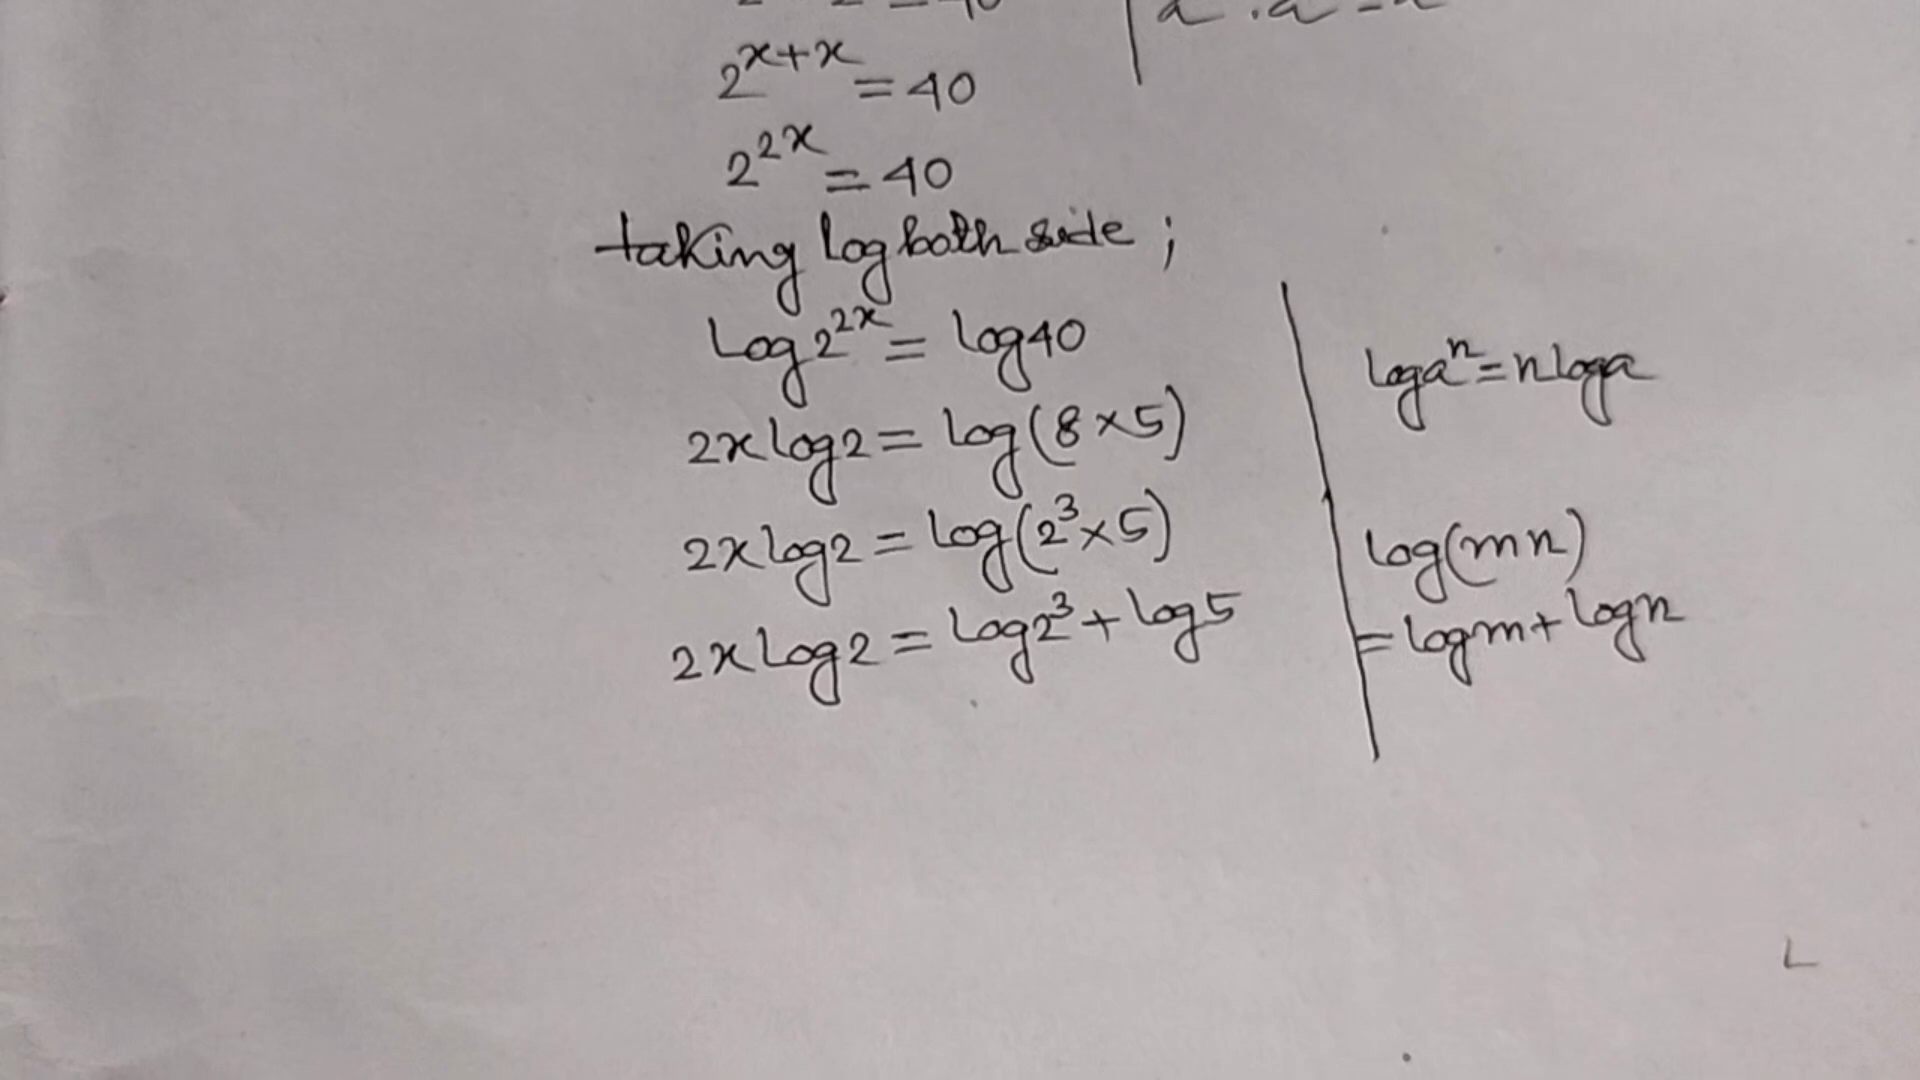 2^{x+x} = 40
2^{2x} = 40
taking log both side ;
log 2^{2x} = log 40
log a^n = n log a
2x log 2 = log (8 × 5)
2x log 2 = log (2^3 × 5)
log (mn)
2x log 2 = log 2^3 + log 5
= log m + log n
L